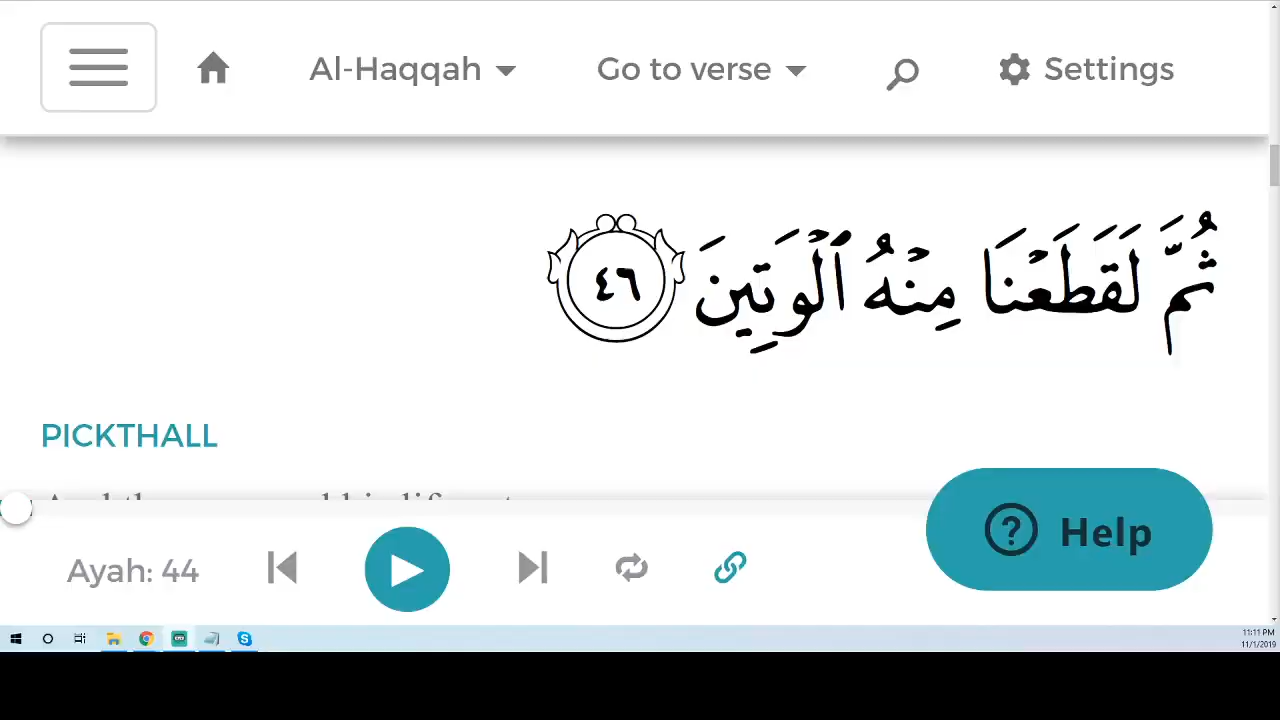 Al-Haqqah Go to verse Settings
ثُمَّ لَقَطَعْنَا مِنْهُ ٱلْوَتِينَ ٤٦
PICKTHALL
Ayah: 44
Help
11:11 PM
11/1/2019